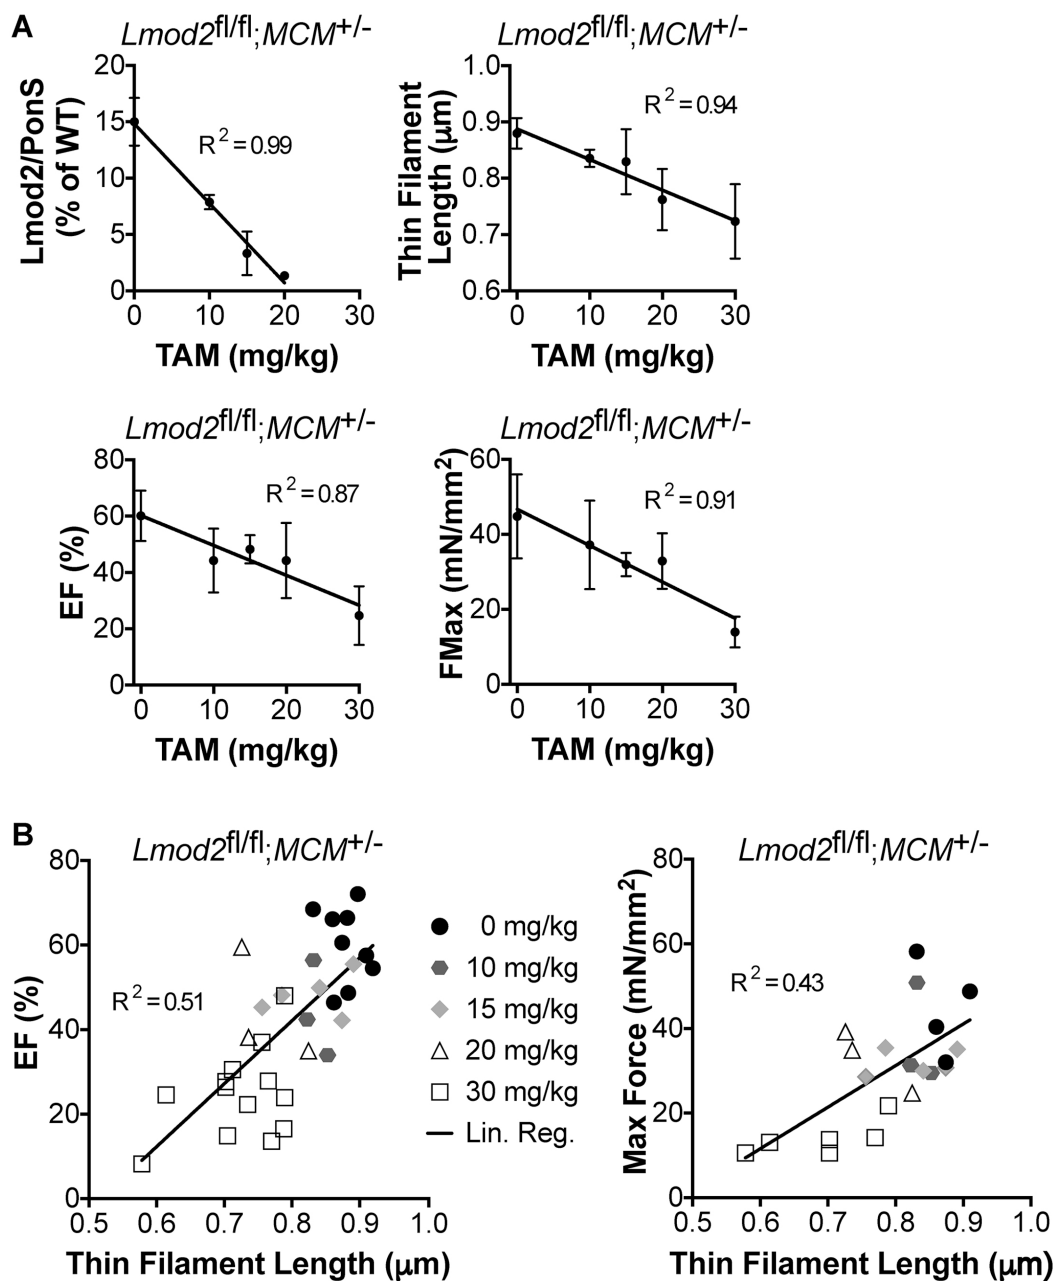 A
Lmod2fl/fl;MCM+/-
Lmod2/PonS
(% of WT)
20
15
10
5
0
R2=0.99
0 10 20 30
TAM (mg/kg)
Lmod2fl/fl;MCM+/-
Thin Filament
Length (μm)
1.0
0.9
0.8
0.7
0.6
R2=0.94
0 10 20 30
TAM (mg/kg)
Lmod2fl/fl;MCM+/-
EF (%)
80
60
40
20
0
R2=0.87
0 10 20 30
TAM (mg/kg)
Lmod2fl/fl;MCM+/-
FMax (mN/mm2)
60
40
20
0
R2=0.91
0 10 20 30
TAM (mg/kg)
B
Lmod2fl/fl;MCM+/-
EF (%)
80
60
40
20
0
R2=0.51
0.5 0.6 0.7 0.8 0.9 1.0
Thin Filament Length (μm)
0 mg/kg
10 mg/kg
15 mg/kg
20 mg/kg
30 mg/kg
Lin. Reg.
Lmod2fl/fl;MCM+/-
Max Force (mN/mm2)
80
60
40
20
0
R2=0.43
0.5 0.6 0.7 0.8 0.9 1.0
Thin Filament Length (μm)